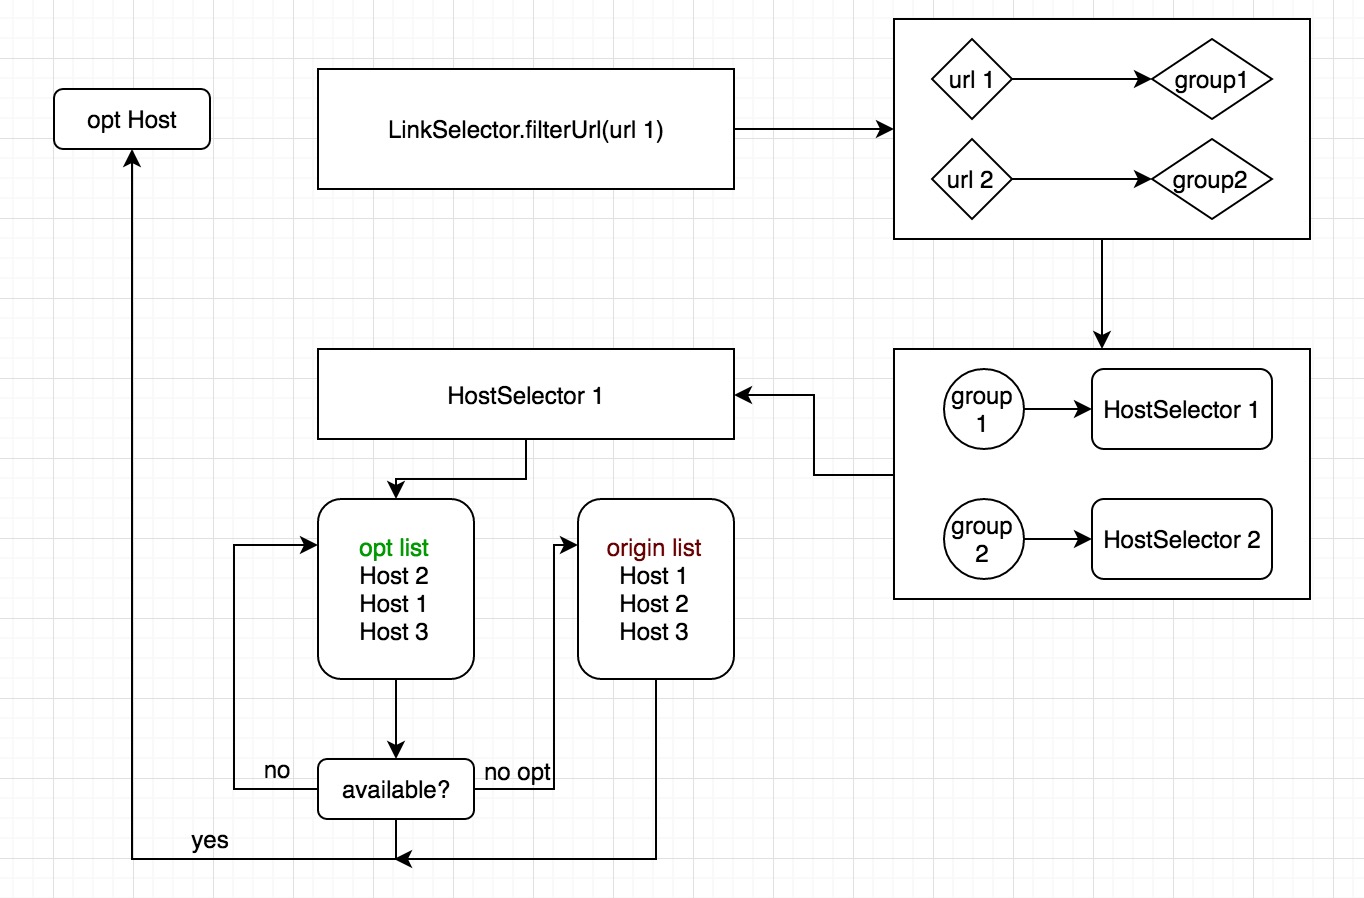 opt Host
LinkSelector.filterUrl(url 1)
url 1
group1
url 2
group2
group
1
HostSelector 1
group
2
HostSelector 2
HostSelector 1
opt list
Host 2
Host 1
Host 3
origin list
Host 1
Host 2
Host 3
no
available?
no opt
yes